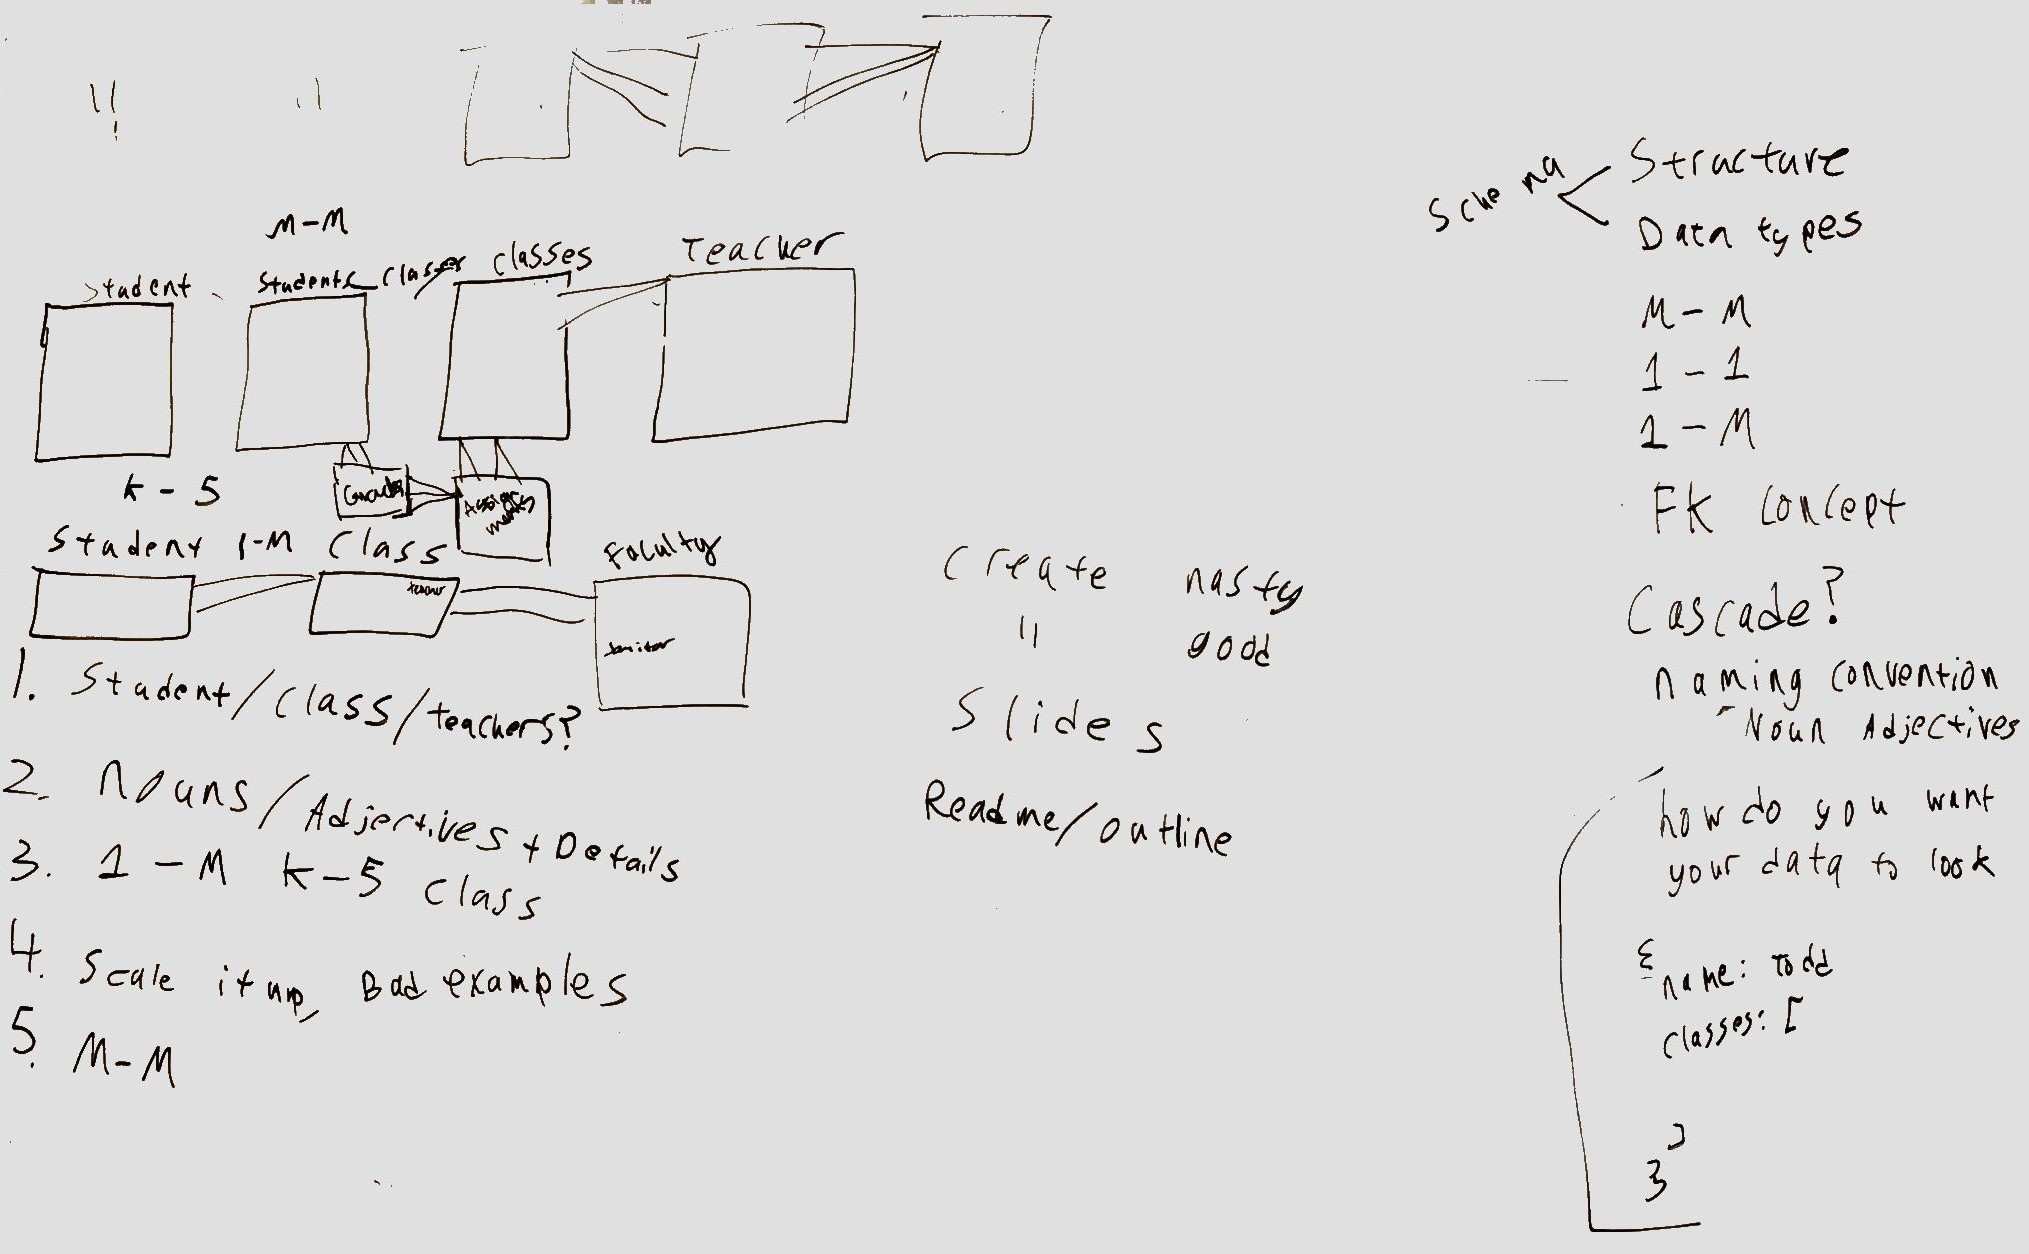 M-M
Student
Students_Classes
Classes
Teacher
K-5
Grades
Assignments
Student 1-M Class
Faculty
Janitor
1. Student/Class/teachers?
2. Nouns/Adjectives + Details
3. 1-M K-5 Class
4. Scale it up, Bad examples
5. M-M
Create nasty
" good
Slides
Readme/outline
Schema
Structure
Data types
M-M
1-1
1-M
FK Concept
Cascade?
naming convention
- Noun Adjectives
how do you want
your data to look
{
name: Todd
classes: [
]
}